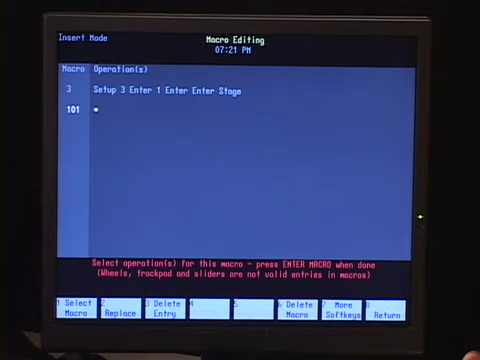 Insert Mode
Macro Editing
07:21 PM
Macro Operation(s)
3 Setup 3 Enter 1 Enter Enter Stage
101 *
Select operation(s) for this macro - press ENTER MACRO when done
(Wheels, trackpad and sliders are not valid entries in macros)
1 Select Macro
2 Replace
3 Delete Entry
4
5
6 Delete Macro
7 More Softkeys
8 Return